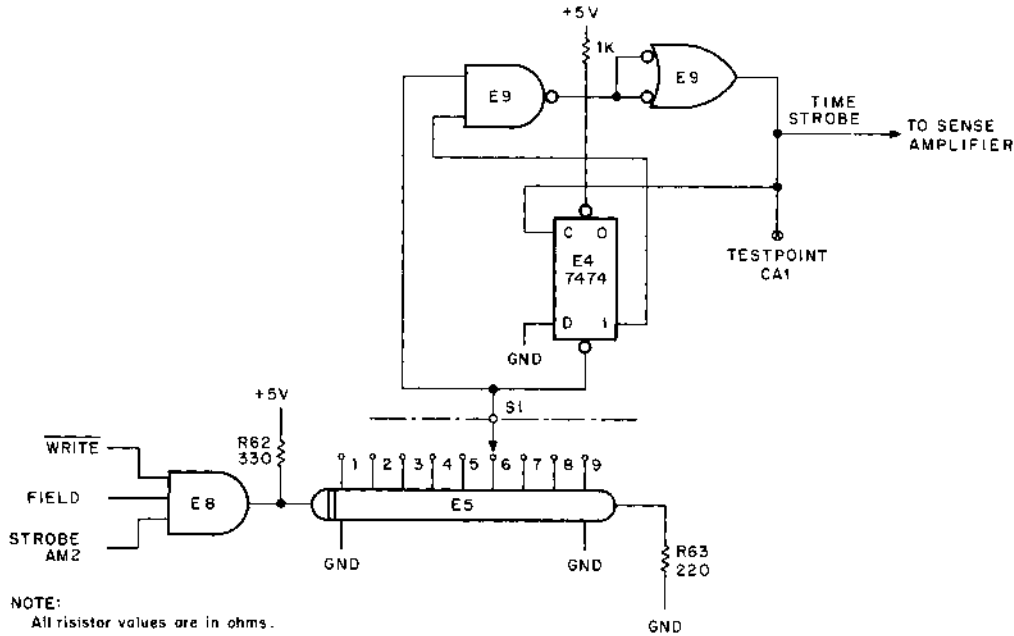 +5V
1K
E9
E9
TIME
STROBE
TO SENSE
AMPLIFIER
C 0
E4
7474
D 1
TESTPOINT
CA1
GND
+5V
S1
R62
330
WRITE
1 2 3 4 5 6 7 8 9
FIELD
E8
E5
STROBE
AM2
GND
GND
R63
220
GND
NOTE:
All risistor values are in ohms.